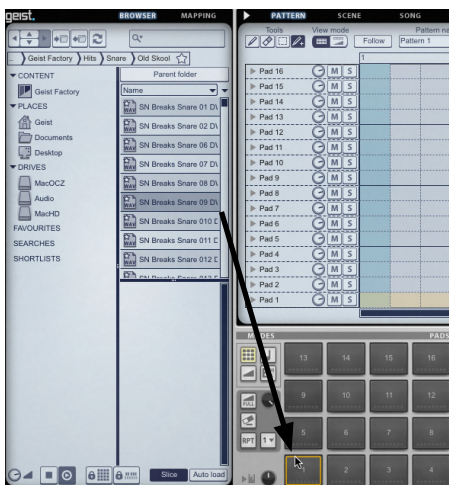 geist.
BROWSER
MAPPING
Geist Factory
Hits
Snare
Old Skool
CONTENT
Geist Factory
PLACES
Geist
Documents
Desktop
DRIVES
MacOCZ
Audio
MacHD
FAVOURITES
SEARCHES
SHORTLISTS
Parent folder
Name
SN Breaks Snare 01 D\
SN Breaks Snare 02 D\
SN Breaks Snare 06 D\
SN Breaks Snare 07 D\
SN Breaks Snare 08 D\
SN Breaks Snare 09 D\
SN Breaks Snare 010 D
SN Breaks Snare 011 D
SN Breaks Snare 012 D
Slice
Auto load
PATTERN
SCENE
SONG
Tools
View mode
Pattern na
Follow
Pattern 1
1
Pad 16 M S
Pad 15 M S
Pad 14 M S
Pad 13 M S
Pad 12 M S
Pad 11 M S
Pad 10 M S
Pad 9 M S
Pad 8 M S
Pad 7 M S
Pad 6 M S
Pad 5 M S
Pad 4 M S
Pad 3 M S
Pad 2 M S
Pad 1 M S
MODES
PADS
13 14 15 16
FULL
9 10 11 12
RPT 1
5 6 7 8
1 2 3 4